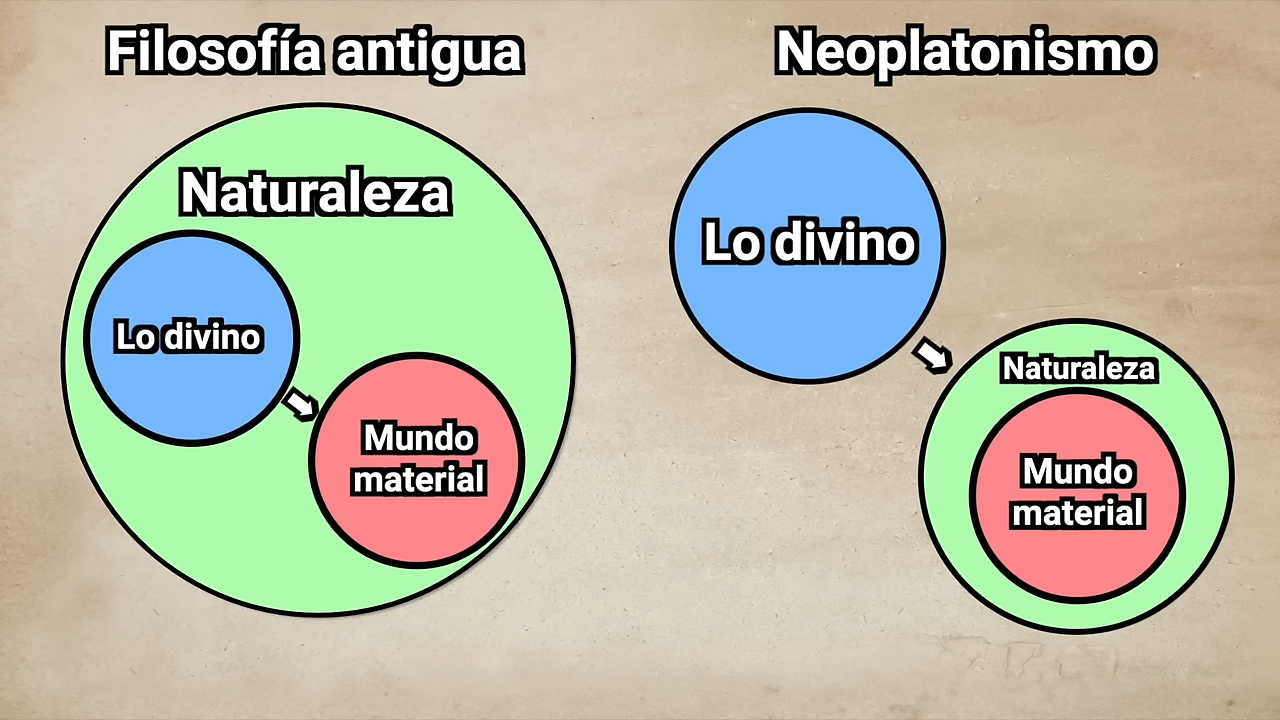 Filosofía antigua
Naturaleza
Lo divino
Mundo
material
Neoplatonismo
Lo divino
Naturaleza
Mundo
material